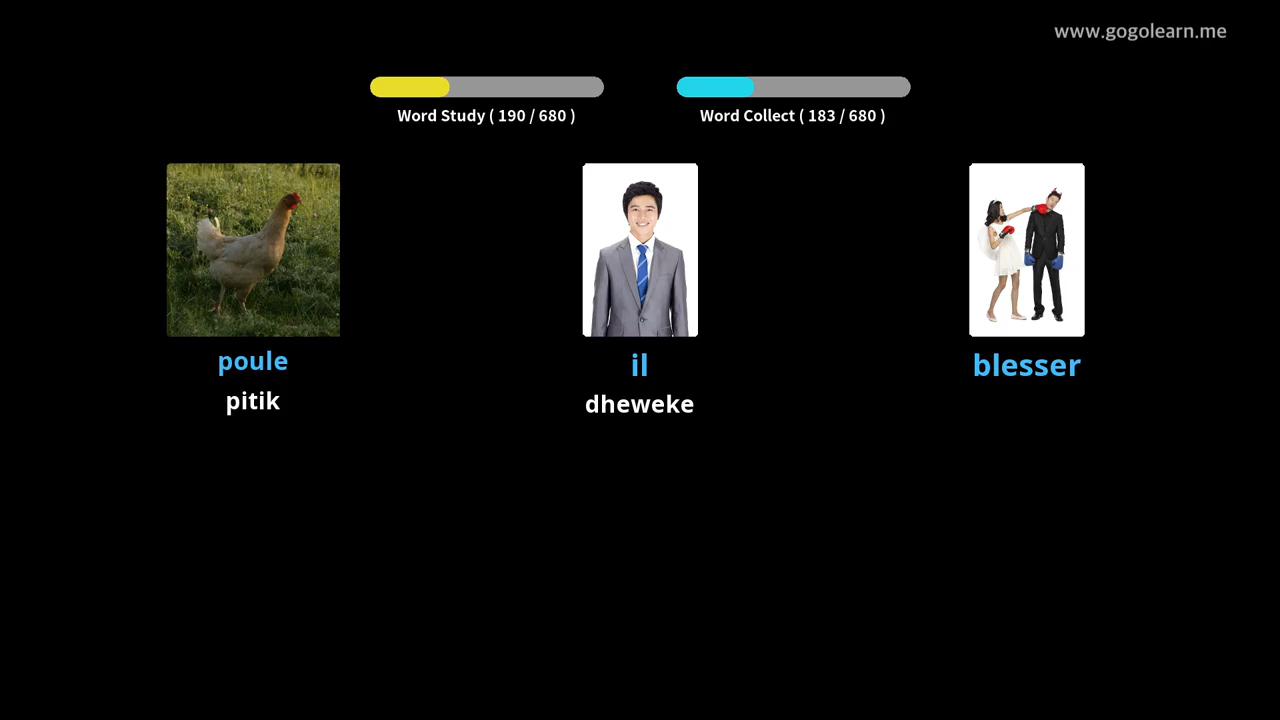 www.gogolearn.me
Word Study ( 190 / 680 )
Word Collect ( 183 / 680 )
poule
pitik
il
dheweke
blesser